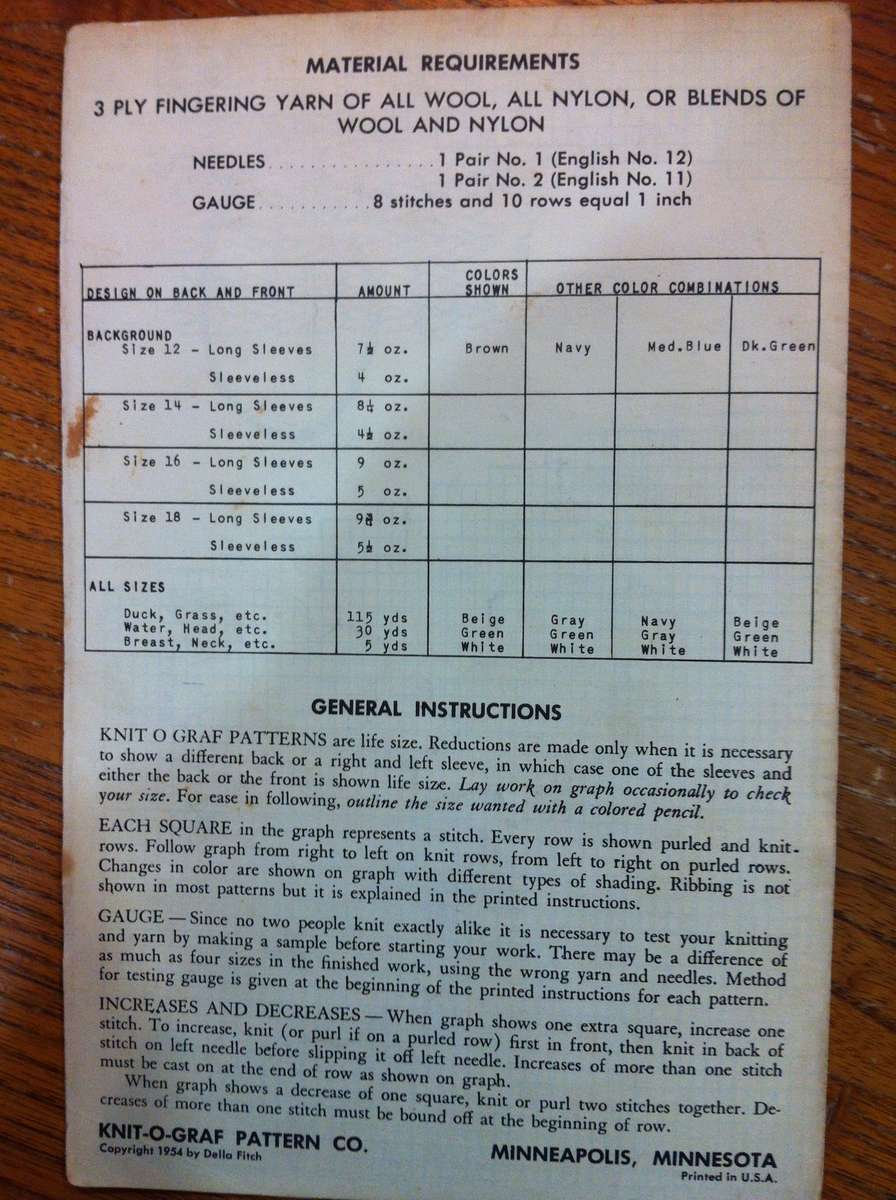 MATERIAL REQUIREMENTS
3 PLY FINGERING YARN OF ALL WOOL, ALL NYLON, OR BLENDS OF
WOOL AND NYLON
NEEDLES ................ 1 Pair No. 1 (English No. 12)
1 Pair No. 2 (English No. 11)
GAUGE ........... 8 stitches and 10 rows equal 1 inch
DESIGN ON BACK AND FRONT AMOUNT COLORS SHOWN OTHER COLOR COMBINATIONS
BACKGROUND
Size 12 - Long Sleeves 7½ oz. Brown Navy Med.Blue Dk.Green
Sleeveless 4 oz.
Size 14 - Long Sleeves 8¼ oz.
Sleeveless 4½ oz.
Size 16 - Long Sleeves 9 oz.
Sleeveless 5 oz.
Size 18 - Long Sleeves 9¾ oz.
Sleeveless 5½ oz.
ALL SIZES
Duck, Grass, etc. 115 yds Beige Gray Navy Beige
Water, Head, etc. 30 yds Green Green Gray Green
Breast, Neck, etc. 5 yds White White White White
GENERAL INSTRUCTIONS
KNIT O GRAF PATTERNS are life size. Reductions are made only when it is necessary
to show a different back or a right and left sleeve, in which case one of the sleeves and
either the back or the front is shown life size. Lay work on graph occasionally to check
your size. For ease in following, outline the size wanted with a colored pencil.
EACH SQUARE in the graph represents a stitch. Every row is shown purled and knit-
rows. Follow graph from right to left on knit rows, from left to right on purled rows.
Changes in color are shown on graph with different types of shading. Ribbing is not
shown in most patterns but it is explained in the printed instructions.
GAUGE — Since no two people knit exactly alike it is necessary to test your knitting
and yarn by making a sample before starting your work. There may be a difference of
as much as four sizes in the finished work, using the wrong yarn and needles. Method
for testing gauge is given at the beginning of the printed instructions for each pattern.
INCREASES AND DECREASES — When graph shows one extra square, increase one
stitch. To increase, knit (or purl if on a purled row) first in front, then knit in back of
stitch on left needle before slipping it off left needle. Increases of more than one stitch
must be cast on at the end of row as shown on graph.
When graph shows a decrease of one square, knit or purl two stitches together. De-
creases of more than one stitch must be bound off at the beginning of row.
KNIT-O-GRAF PATTERN CO. MINNEAPOLIS, MINNESOTA
Copyright 1954 by Della Fitch Printed in U.S.A.